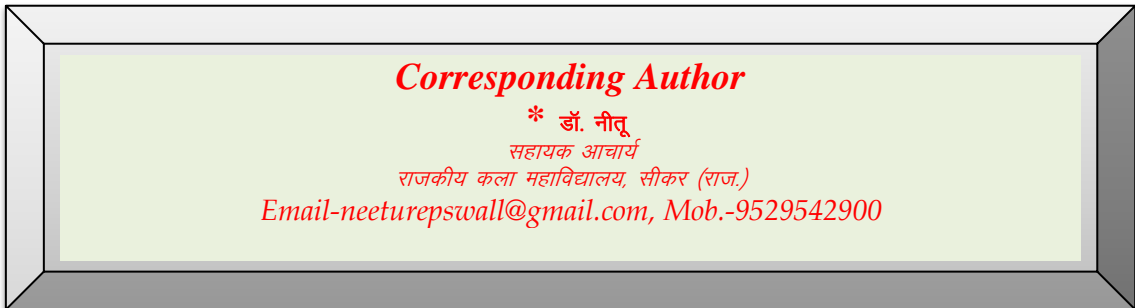 Corresponding Author
* डॉ. नीतू
सहायक आचार्य
राजकीय कला महाविद्यालय, सीकर (राज.)
Email-neeturepswall@gmail.com, Mob.-9529542900